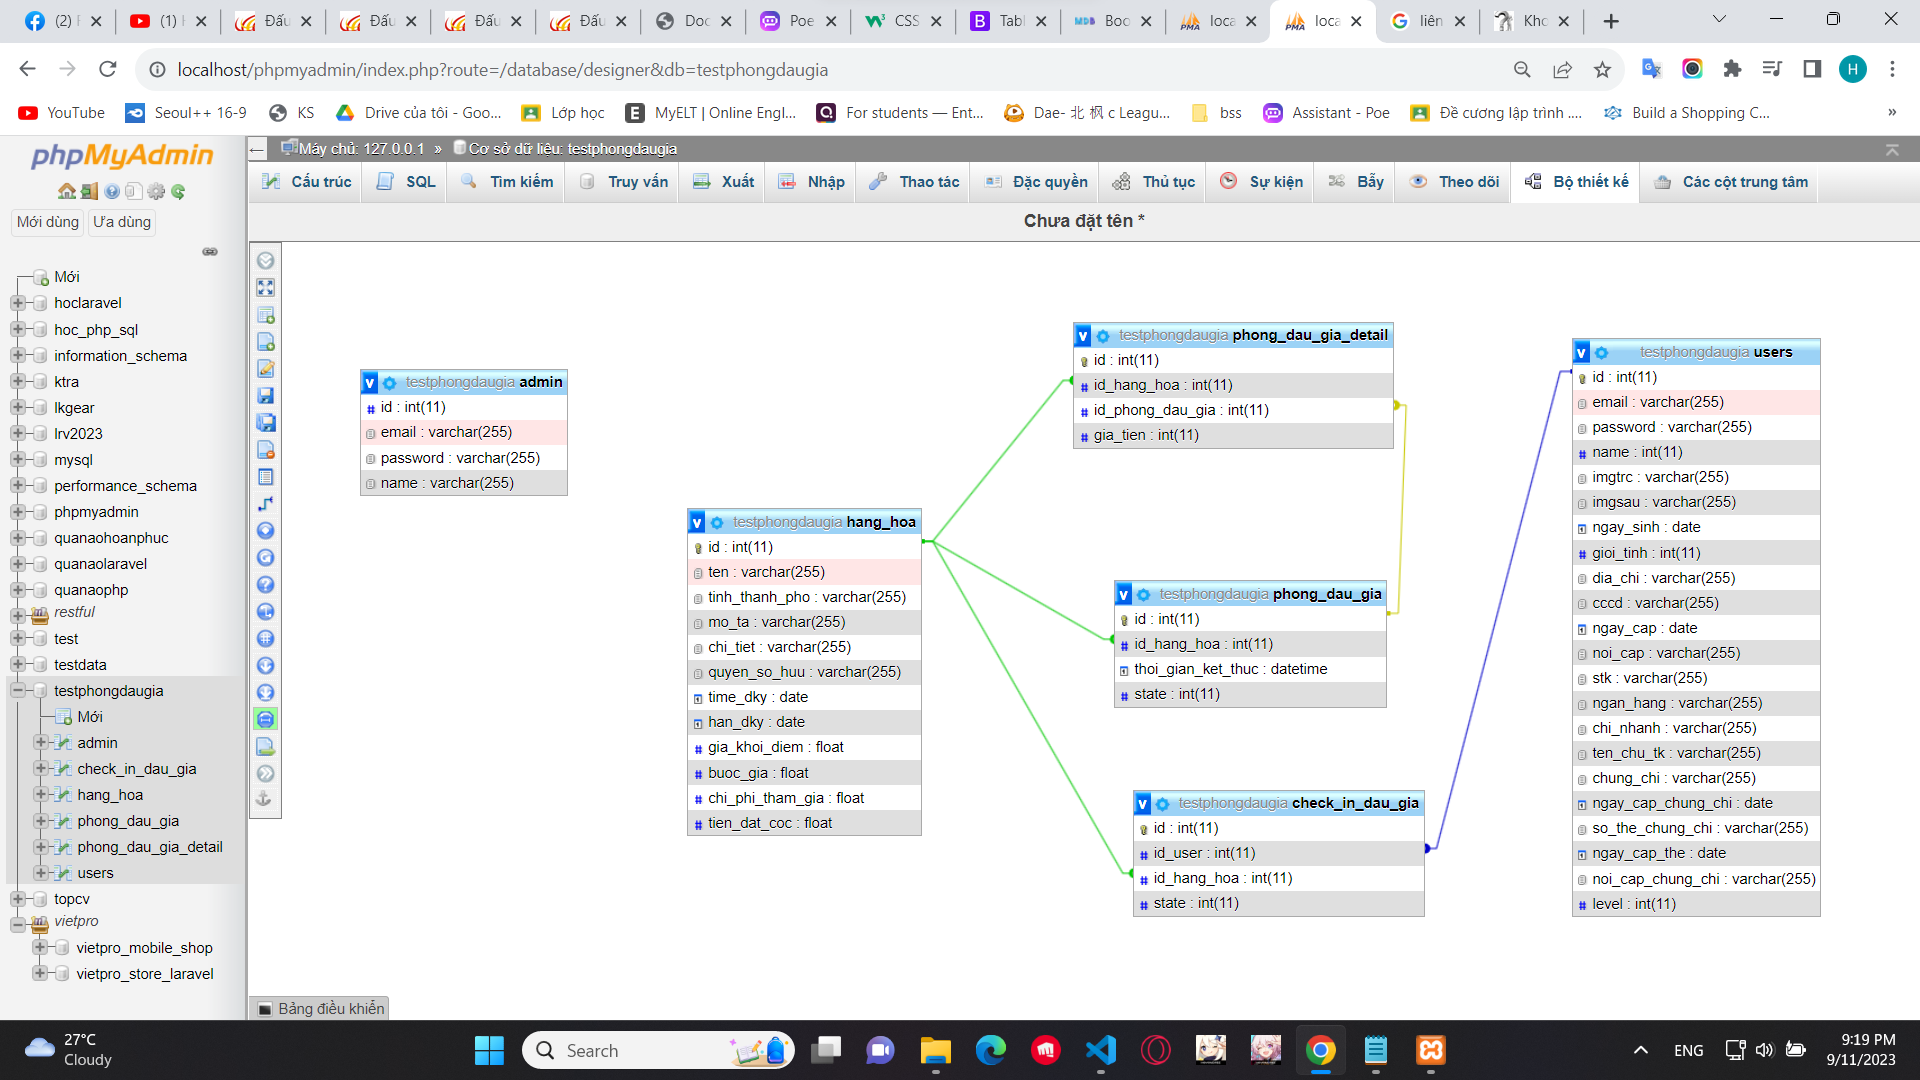 (2) F
(1) H
Đấu
Đấu
Đấu
Đấu
Doc
Poe
CSS
Tabl
Boo
loca
loca
liên
Kho
localhost/phpmyadmin/index.php?route=/database/designer&db=testphongdaugia
H
YouTube
Seoul++ 16-9
KS
Drive của tôi - Goo...
Lớp học
MyELT | Online Engl...
For students — Ent...
Dae- 北 枫 c Leagu...
bss
Assistant - Poe
Đề cương lập trình ....
Build a Shopping C...
»
phpMyAdmin
Mới dùng
Ưa dùng
Mới
hoclaravel
hoc_php_sql
information_schema
ktra
lkgear
lrv2023
mysql
performance_schema
phpmyadmin
quanaohoanphuc
quanaolaravel
quanaophp
restful
test
testdata
testphongdaugia
Mới
admin
check_in_dau_gia
hang_hoa
phong_dau_gia
phong_dau_gia_detail
users
topcv
vietpro
vietpro_mobile_shop
vietpro_store_laravel
Máy chủ: 127.0.0.1 » Cơ sở dữ liệu: testphongdaugia
Cấu trúc
SQL
Tìm kiếm
Truy vấn
Xuất
Nhập
Thao tác
Đặc quyền
Thủ tục
Sự kiện
Bẫy
Theo dõi
Bộ thiết kế
Các cột trung tâm
Chưa đặt tên *
v testphongdaugia admin
id : int(11)
email : varchar(255)
password : varchar(255)
name : varchar(255)
v testphongdaugia hang_hoa
id : int(11)
ten : varchar(255)
tinh_thanh_pho : varchar(255)
mo_ta : varchar(255)
chi_tiet : varchar(255)
quyen_so_huu : varchar(255)
time_dky : date
han_dky : date
gia_khoi_diem : float
buoc_gia : float
chi_phi_tham_gia : float
tien_dat_coc : float
v testphongdaugia phong_dau_gia_detail
id : int(11)
id_hang_hoa : int(11)
id_phong_dau_gia : int(11)
gia_tien : int(11)
v testphongdaugia phong_dau_gia
id : int(11)
id_hang_hoa : int(11)
thoi_gian_ket_thuc : datetime
state : int(11)
v testphongdaugia check_in_dau_gia
id : int(11)
id_user : int(11)
id_hang_hoa : int(11)
state : int(11)
v testphongdaugia users
id : int(11)
email : varchar(255)
password : varchar(255)
name : int(11)
imgtrc : varchar(255)
imgsau : varchar(255)
ngay_sinh : date
gioi_tinh : int(11)
dia_chi : varchar(255)
cccd : varchar(255)
ngay_cap : date
noi_cap : varchar(255)
stk : varchar(255)
ngan_hang : varchar(255)
chi_nhanh : varchar(255)
ten_chu_tk : varchar(255)
chung_chi : varchar(255)
ngay_cap_chung_chi : date
so_the_chung_chi : varchar(255)
ngay_cap_the : date
noi_cap_chung_chi : varchar(255)
level : int(11)
Bảng điều khiển
27°C
Cloudy
Search
ENG
9:19 PM
9/11/2023